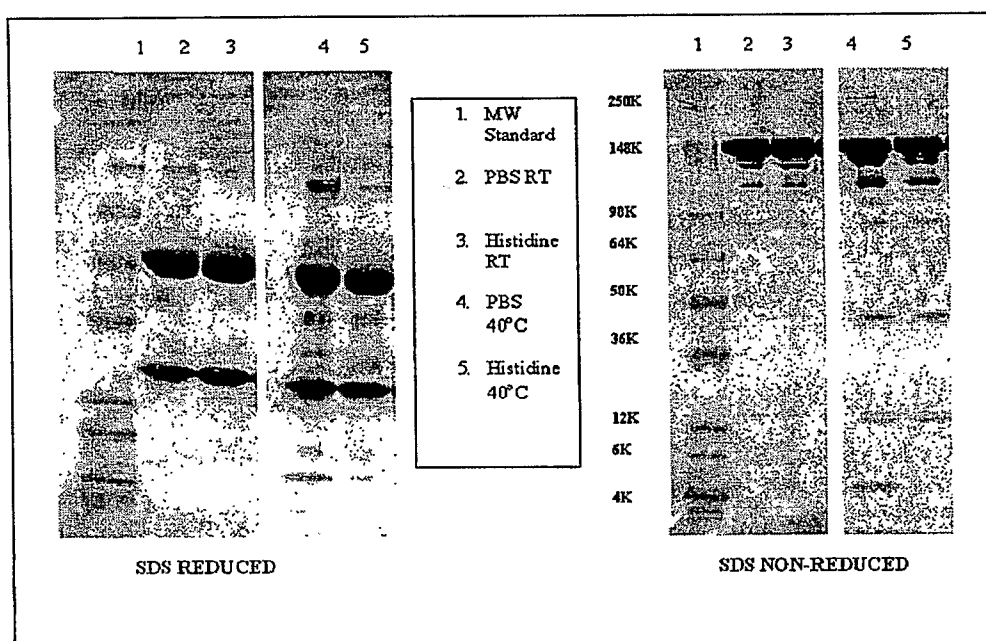 1 2 3 4 5
1 2 3 4 5
1. MW
Standard
2. PBS RT
3. Histidine
RT
4. PBS
40°C
5. Histidine
40°C
250K
148K
98K
64K
50K
36K
12K
6K
4K
SDS REDUCED
SDS NON-REDUCED